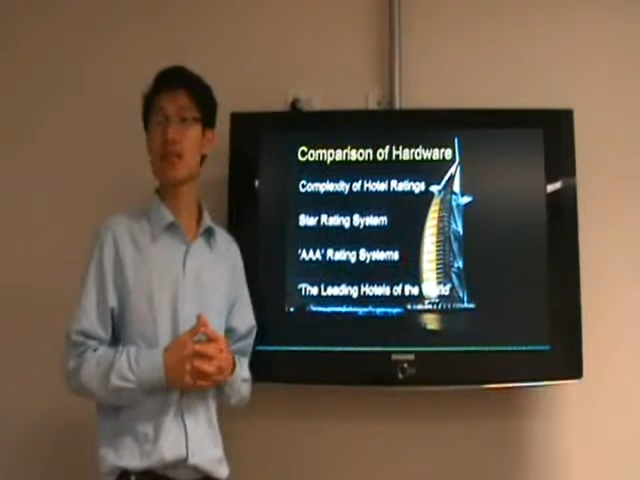 Comparison of Hardware
Complexity of Hotel Ratings
Star Rating System
'AAA' Rating Systems
'The Leading Hotels of the World'